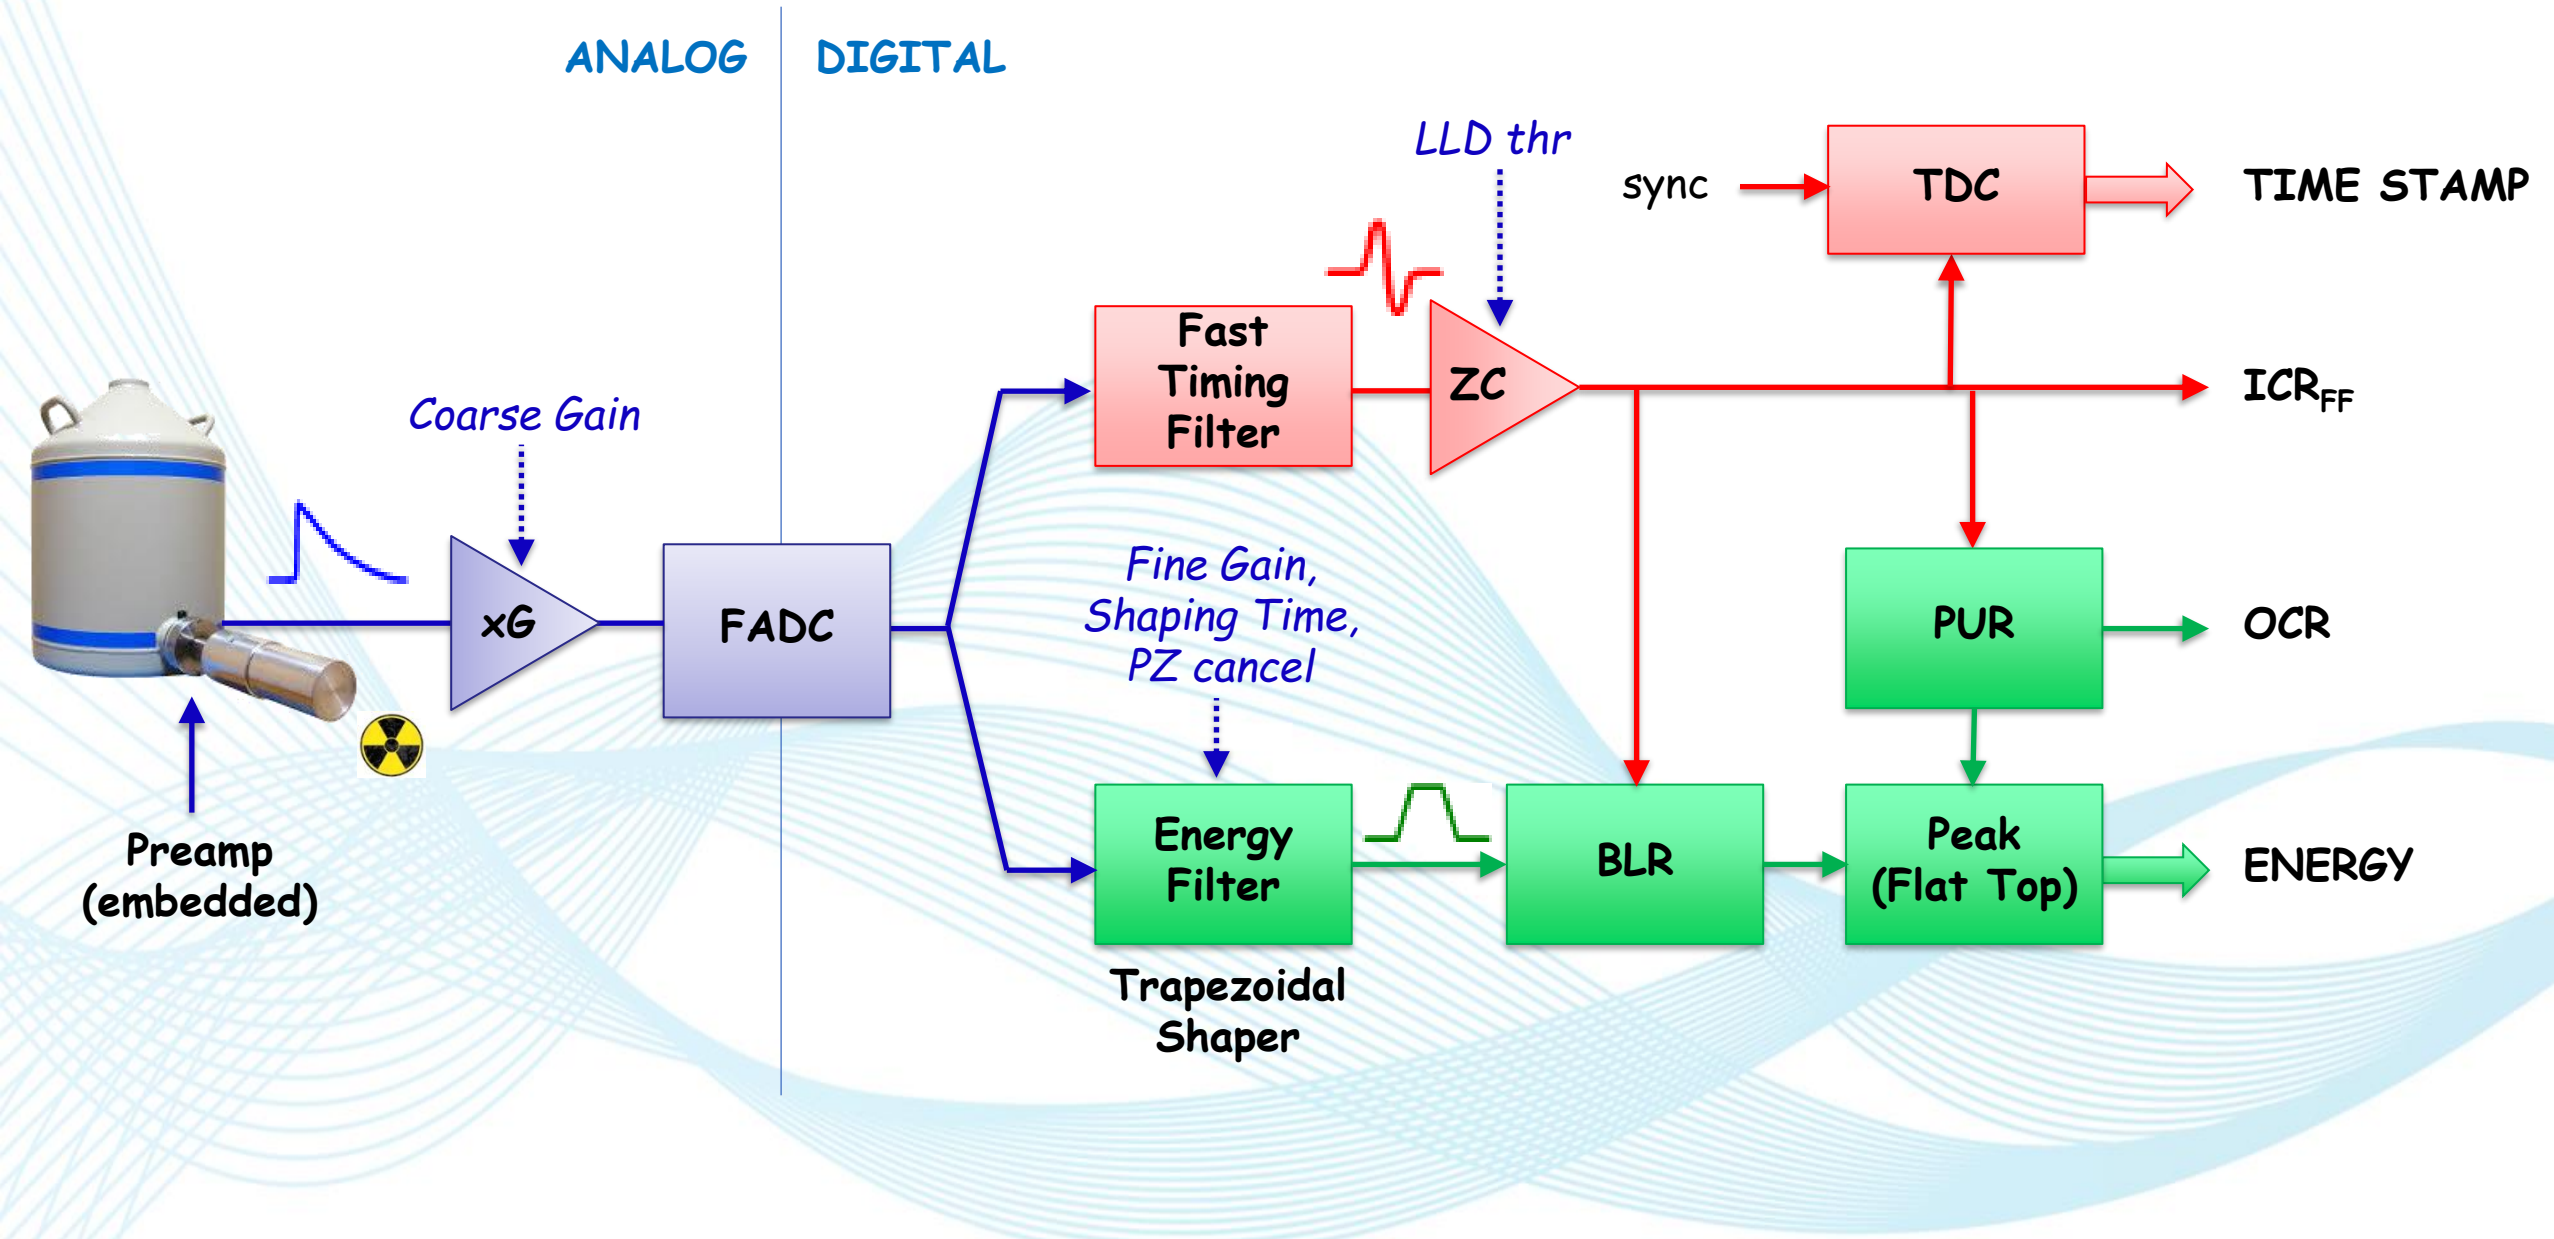 ANALOG
DIGITAL
LLD thr
sync
TDC
TIME STAMP
Fast
Timing
Filter
ZC
ICRFF
Coarse Gain
xG
FADC
Fine Gain,
Shaping Time,
PZ cancel
PUR
OCR
Preamp
(embedded)
Energy
Filter
BLR
Peak
(Flat Top)
ENERGY
Trapezoidal
Shaper